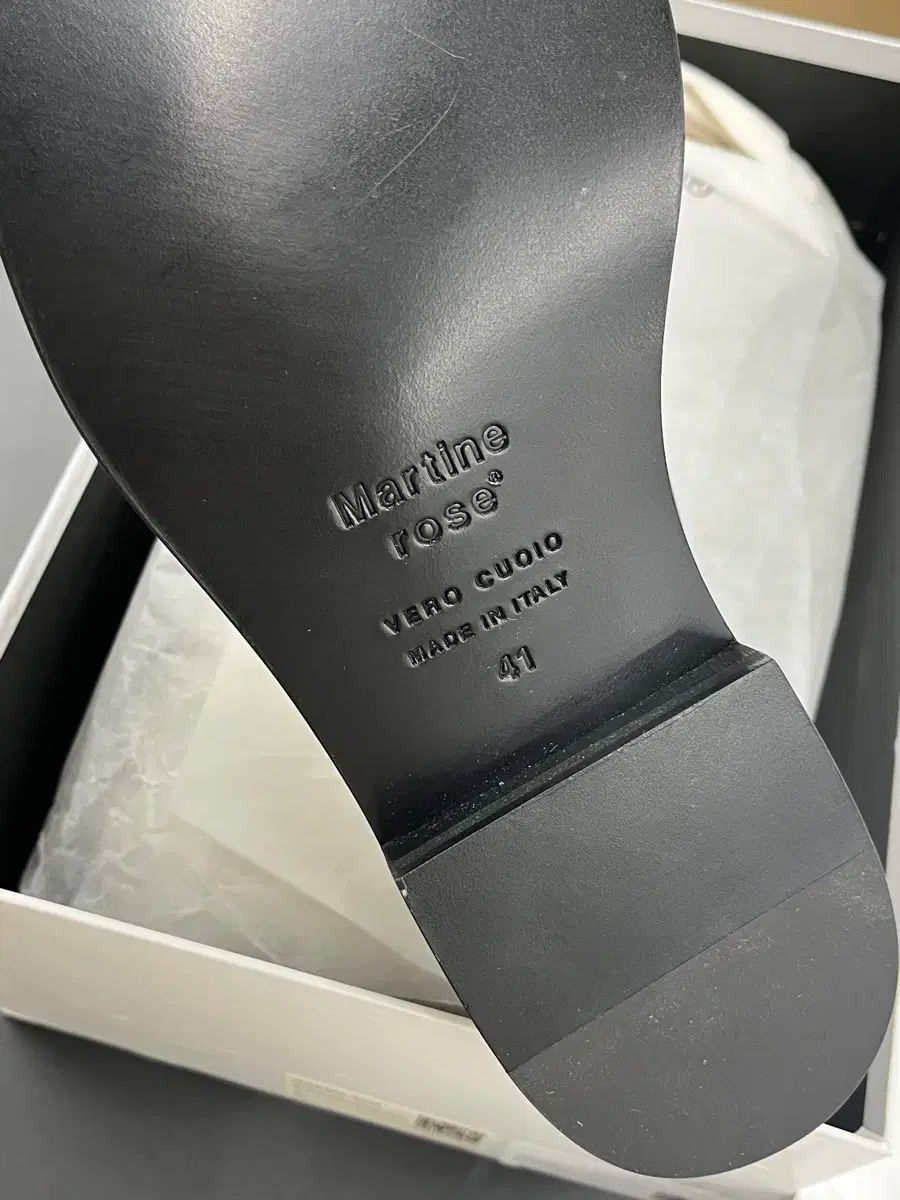 Martine
rose®
VERO CUOIO
MADE IN ITALY
41